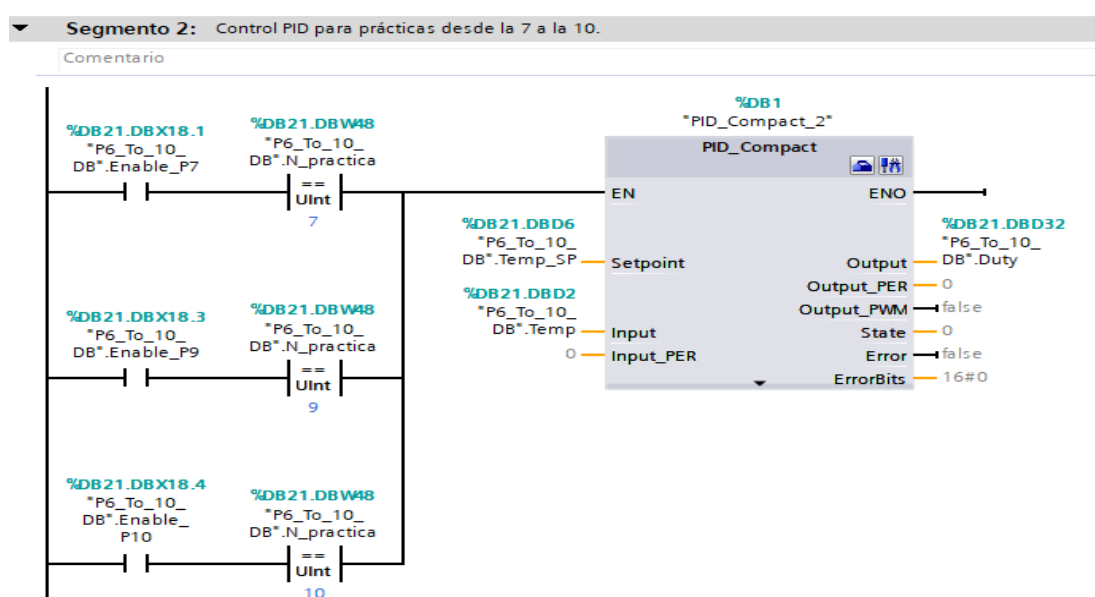 Segmento 2: Control PID para prácticas desde la 7 a la 10.
Comentario
%DB21.DBX18.1
"P6_To_10_
DB".Enable_P7
%DB21.DBW48
"P6_To_10_
DB".N_practica
==
UInt
7
%DB1
"PID_Compact_2"
PID_Compact
EN
ENO
%DB21.DBD6
"P6_To_10_
DB".Temp_SP
Setpoint
%DB21.DBD2
"P6_To_10_
DB".Temp
Input
0
Input_PER
%DB21.DBD32
"P6_To_10_
DB".Duty
Output
Output_PER
0
Output_PWM
false
State
0
Error
false
ErrorBits
16#0
%DB21.DBX18.3
"P6_To_10_
DB".Enable_P9
%DB21.DBW48
"P6_To_10_
DB".N_practica
==
UInt
9
%DB21.DBX18.4
"P6_To_10_
DB".Enable_
P10
%DB21.DBW48
"P6_To_10_
DB".N_practica
==
UInt
10